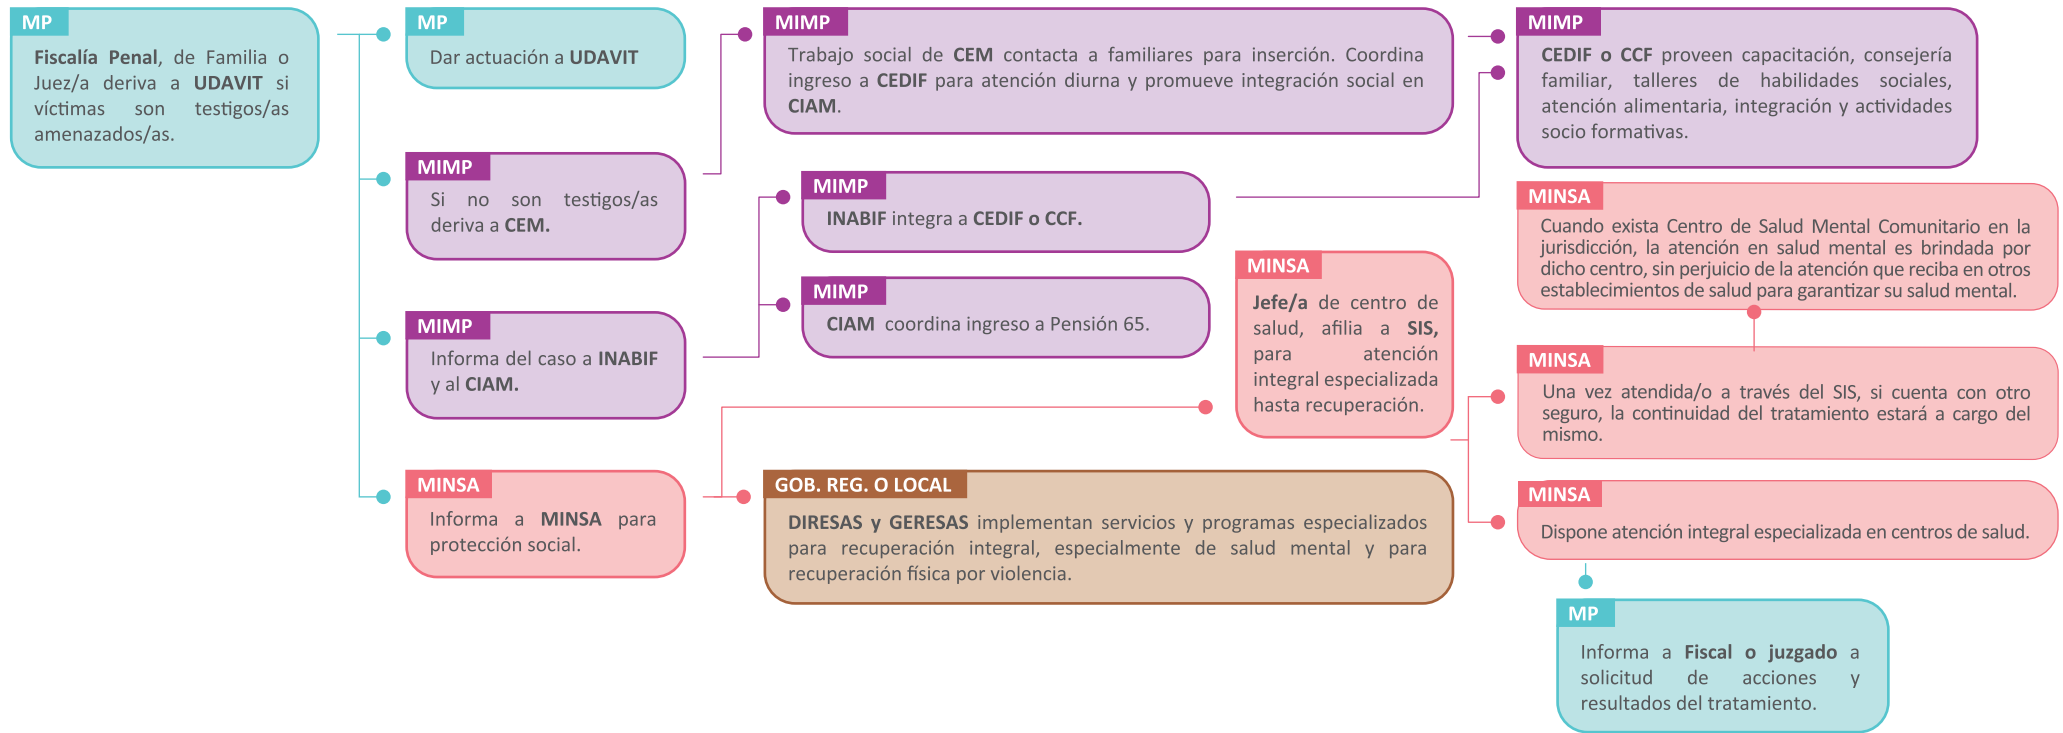 MP
Fiscalía Penal, de Familia o
Juez/a deriva a UDAVIT si
víctimas son testigos/as
amenazados/as.
MP
Dar actuación a UDAVIT
MIMP
Si no son testigos/as
deriva a CEM.
MIMP
Informa del caso a INABIF
y al CIAM.
MINSA
Informa a MINSA para
protección social.
MIMP
Trabajo social de CEM contacta a familiares para inserción. Coordina
ingreso a CEDIF para atención diurna y promueve integración social en
CIAM.
MIMP
INABIF integra a CEDIF o CCF.
MIMP
CIAM coordina ingreso a Pensión 65.
MINSA
Jefe/a de centro de
salud, afilia a SIS,
para atención
integral especializada
hasta recuperación.
GOB. REG. O LOCAL
DIRESAS y GERESAS implementan servicios y programas especializados
para recuperación integral, especialmente de salud mental y para
recuperación física por violencia.
MIMP
CEDIF o CCF proveen capacitación, consejería
familiar, talleres de habilidades sociales,
atención alimentaria, integración y actividades
socio formativas.
MINSA
Cuando exista Centro de Salud Mental Comunitario en la
jurisdicción, la atención en salud mental es brindada por
dicho centro, sin perjuicio de la atención que reciba en otros
establecimientos de salud para garantizar su salud mental.
MINSA
Una vez atendida/o a través del SIS, si cuenta con otro
seguro, la continuidad del tratamiento estará a cargo del
mismo.
MINSA
Dispone atención integral especializada en centros de salud.
MP
Informa a Fiscal o juzgado a
solicitud de acciones y
resultados del tratamiento.